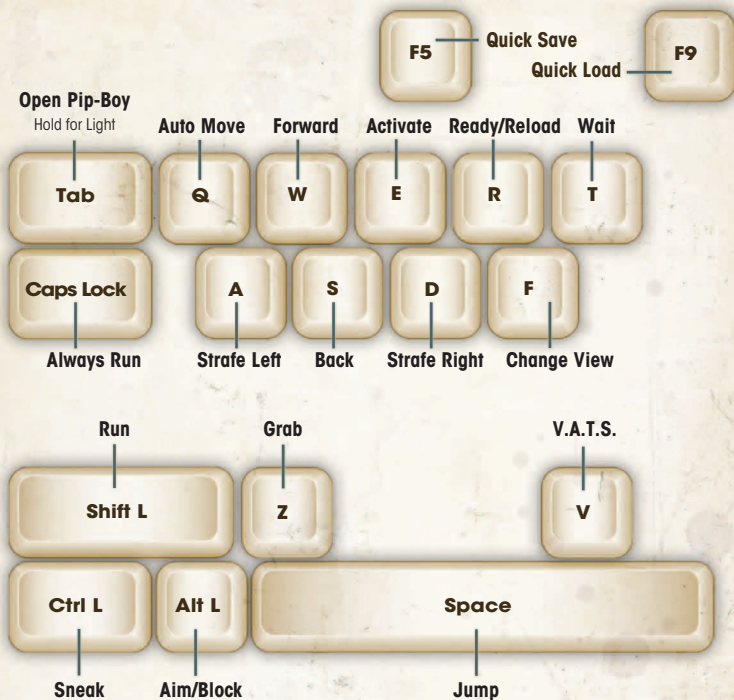 F5
Quick Save
F9
Quick Load
Open Pip-Boy
Hold for Light
Auto Move
Forward
Activate
Ready/Reload
Wait
Tab
Q
W
E
R
T
Caps Lock
A
S
D
F
Always Run
Strafe Left
Back
Strafe Right
Change View
Run
Grab
V.A.T.S.
Shift L
Z
V
Ctrl L
Alt L
Space
Sneak
Aim/Block
Jump